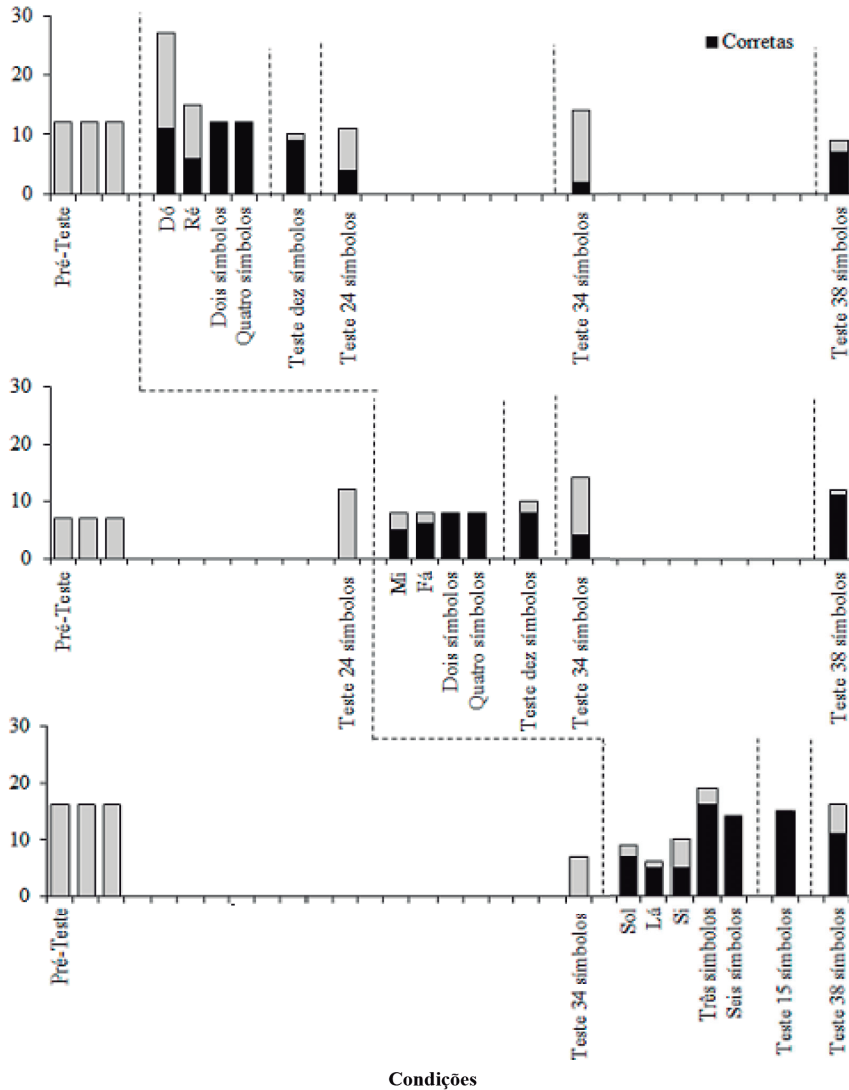 30
20
10
0
Corretas
Pré-Teste
Dó
Ré
Dois símbolos
Quatro símbolos
Teste dez símbolos
Teste 24 símbolos
Teste 34 símbolos
Teste 38 símbolos
30
20
10
0
Pré-Teste
Teste 24 símbolos
Mi
Fá
Dois símbolos
Quatro símbolos
Teste dez símbolos
Teste 34 símbolos
Teste 38 símbolos
30
20
10
0
Pré-Teste
Teste 34 símbolos
Sol
Lá
Si
Três símbolos
Seis símbolos
Teste 15 símbolos
Teste 38 símbolos
Condições